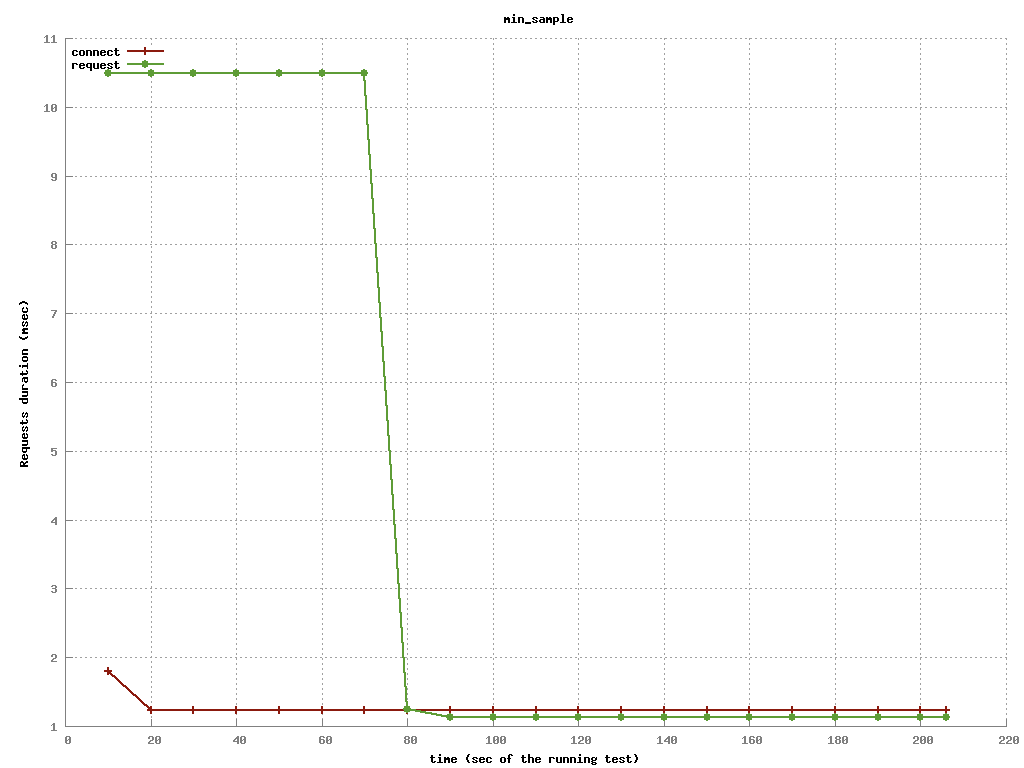 min_sample
11
connect
request
10
9
8
7
6
5
4
3
2
1
Requests duration (msec)
0 20 40 60 80 100 120 140 160 180 200 220
time (sec of the running test)